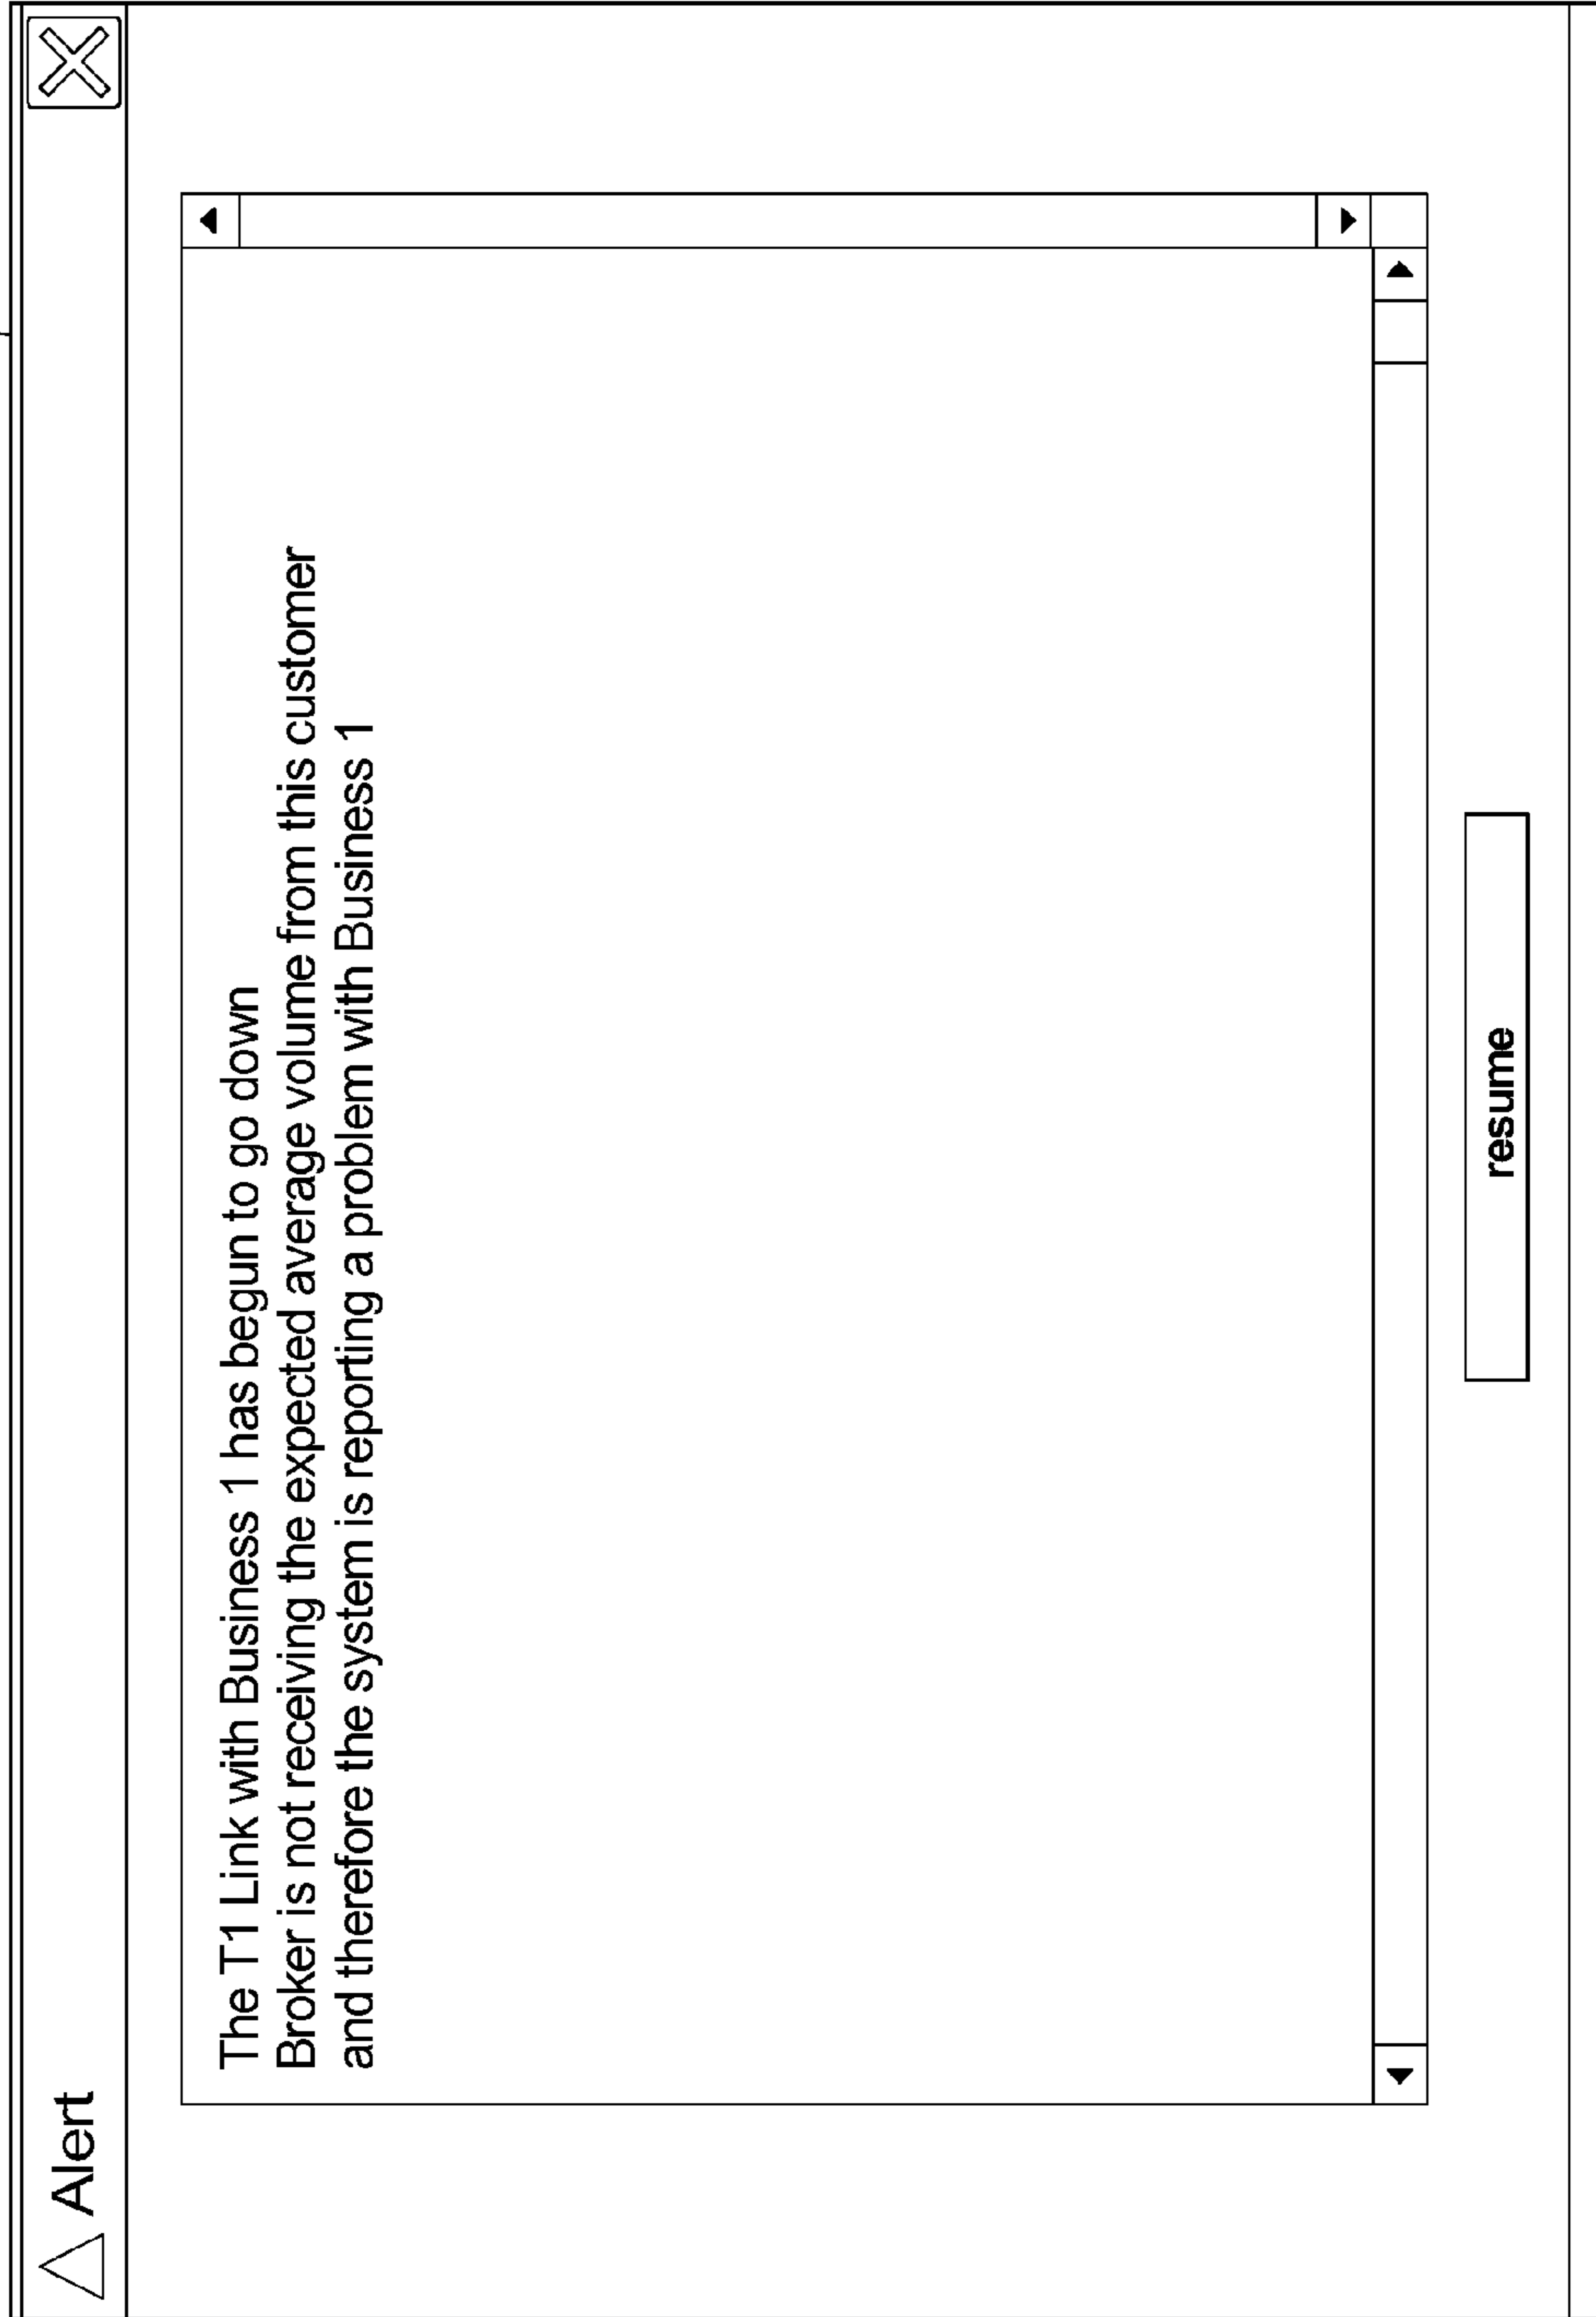 Alert
The T1 Link with Business 1 has begun to go down
Broker is not receiving the expected average volume from this customer
and therefore the system is reporting a problem with Business 1
resume